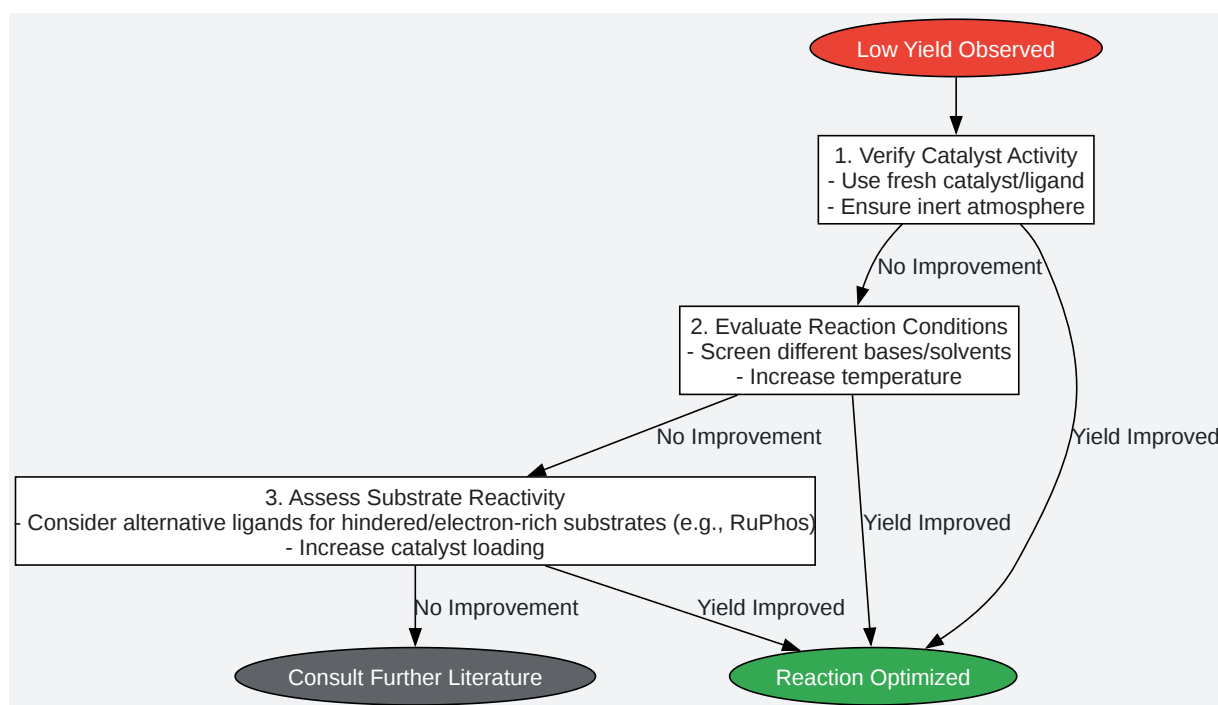 Low Yield Observed
1. Verify Catalyst Activity
- Use fresh catalyst/ligand
- Ensure inert atmosphere
No Improvement
2. Evaluate Reaction Conditions
- Screen different bases/solvents
- Increase temperature
No Improvement
Yield Improved
3. Assess Substrate Reactivity
- Consider alternative ligands for hindered/electron-rich substrates (e.g., RuPhos)
- Increase catalyst loading
Yield Improved
No Improvement
Yield Improved
Consult Further Literature
Reaction Optimized